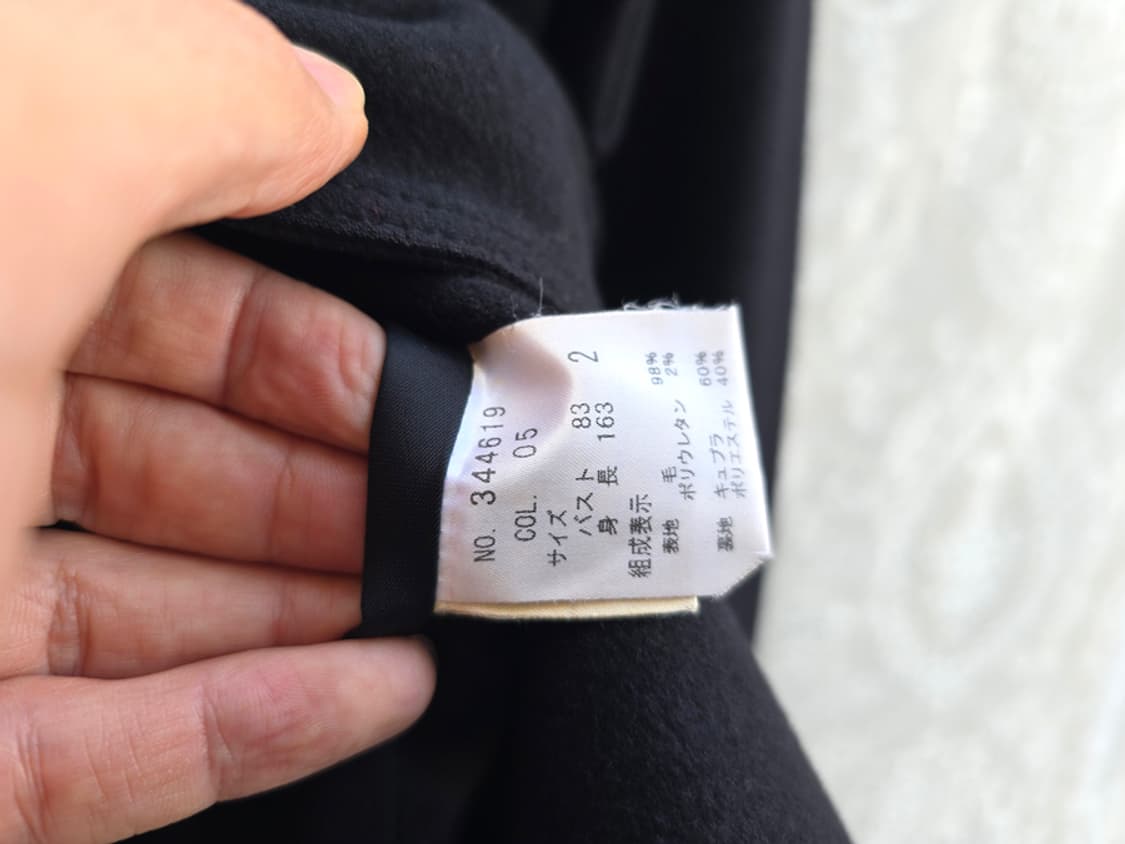 NO. 344619
COL. 05
サイズ 2
バスト 83
身長 163
組成表示
表地 毛 98%
ポリウレタン 2%
裏地 キュプラ 60%
ポリエステル 40%